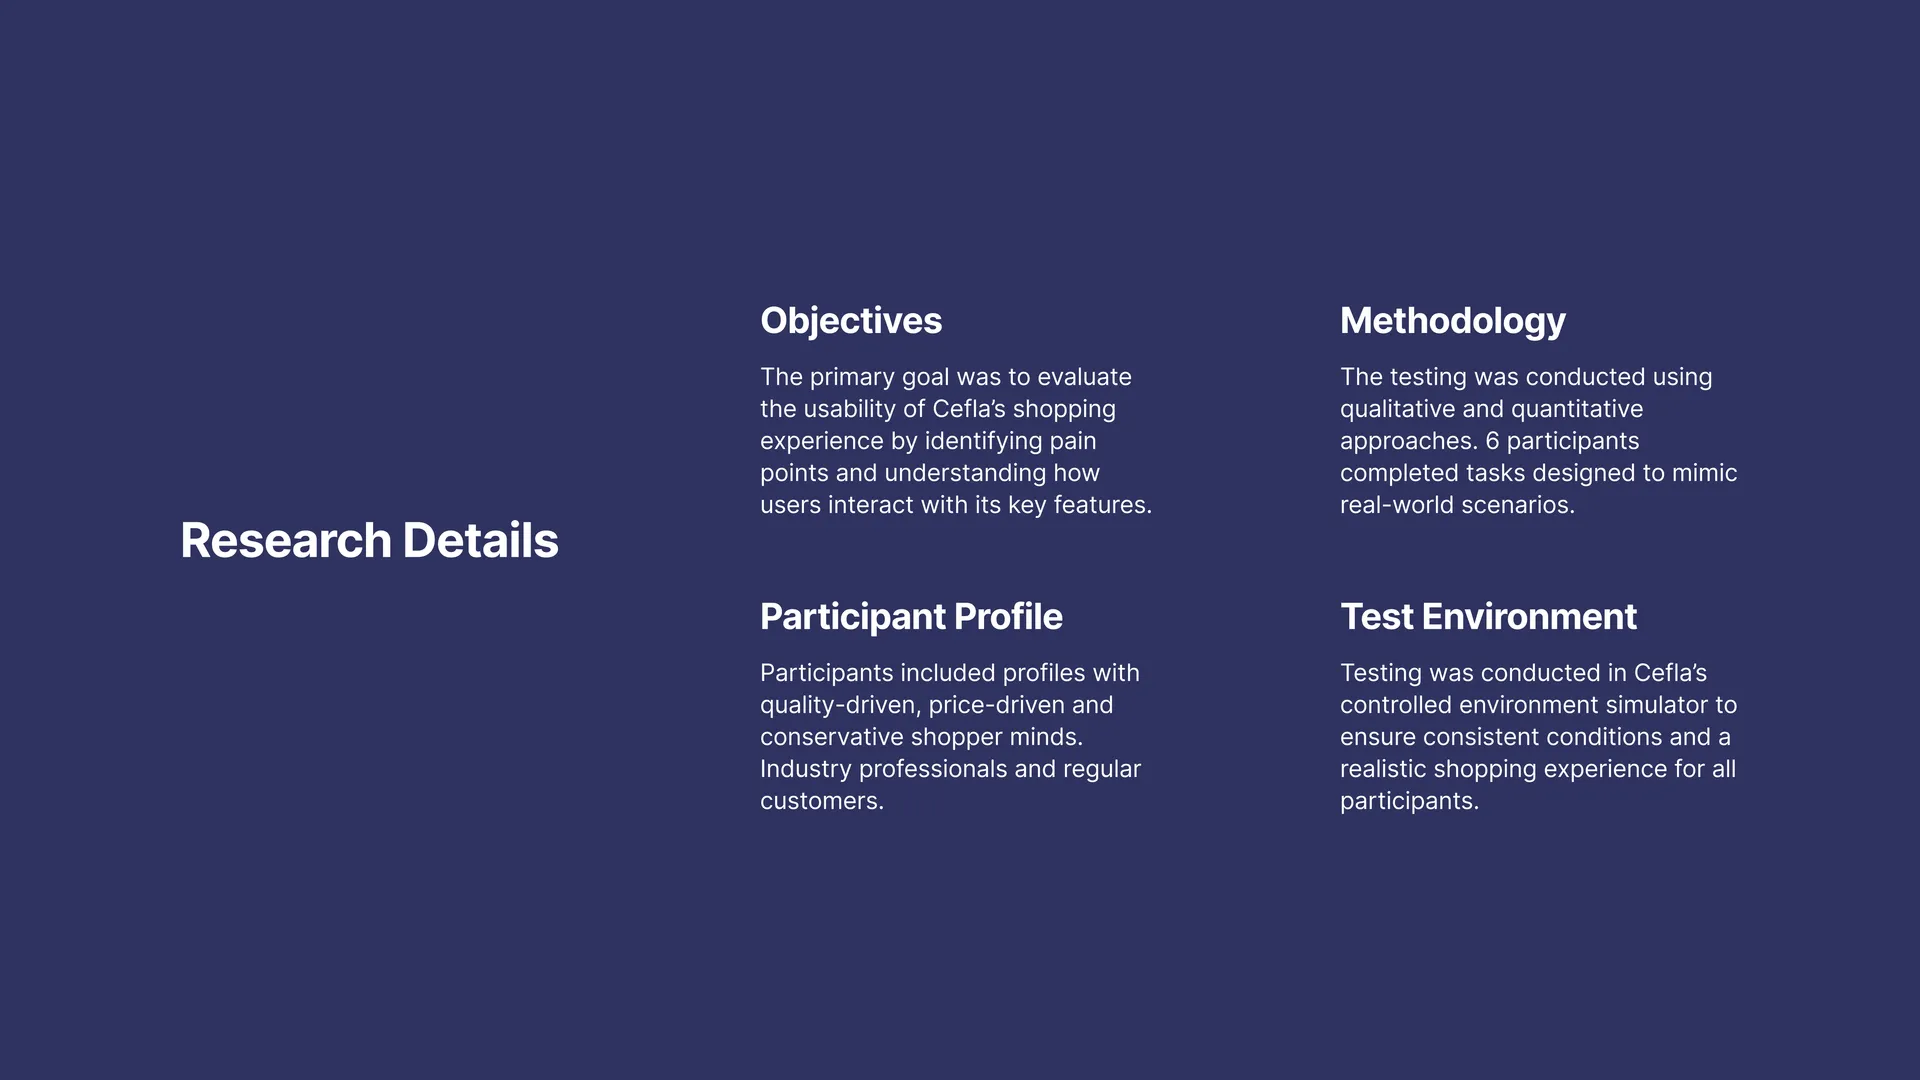 Research Details
Objectives
The primary goal was to evaluate
the usability of Cefla’s shopping
experience by identifying pain
points and understanding how
users interact with its key features.
Methodology
The testing was conducted using
qualitative and quantitative
approaches. 6 participants
completed tasks designed to mimic
real-world scenarios.
Participant Profile
Participants included profiles with
quality-driven, price-driven and
conservative shopper minds.
Industry professionals and regular
customers.
Test Environment
Testing was conducted in Cefla’s
controlled environment simulator to
ensure consistent conditions and a
realistic shopping experience for all
participants.